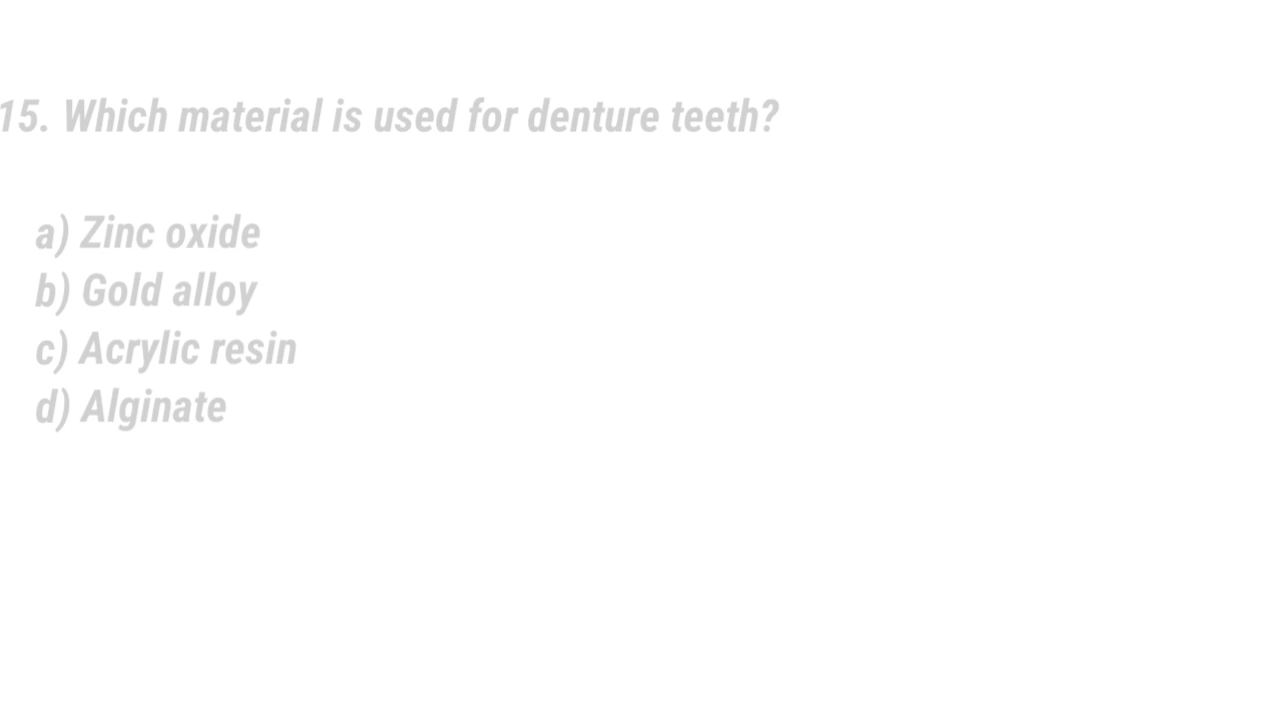 15. Which material is used for denture teeth?
a) Zinc oxide
b) Gold alloy
c) Acrylic resin
d) Alginate